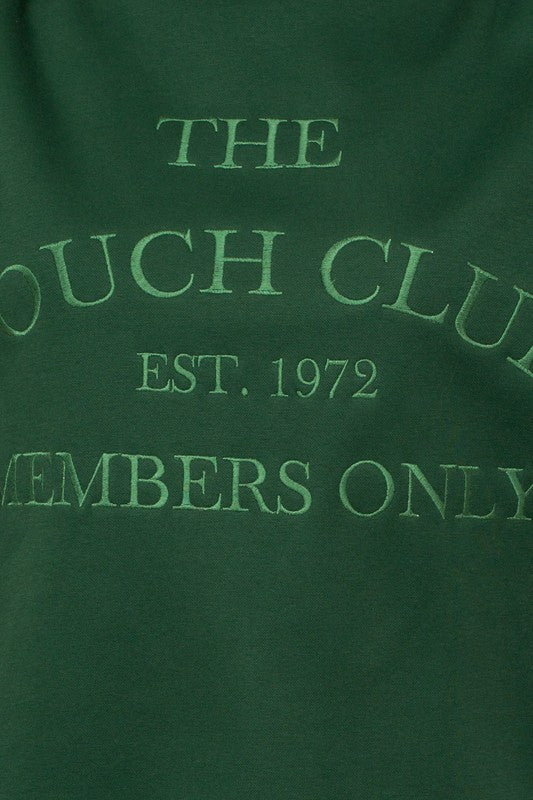 THE
OUCH CLU
EST. 1972
MEMBERS ONLY